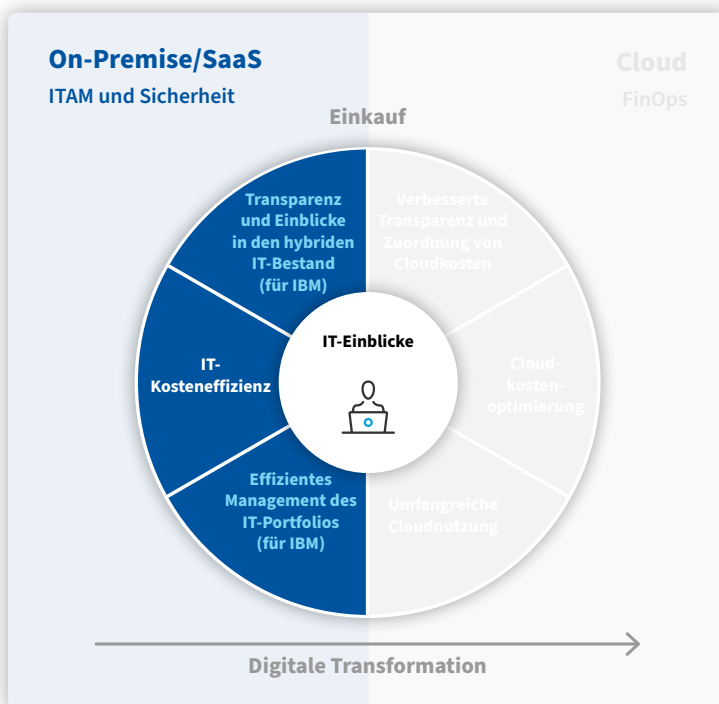 On-Premise/SaaS
ITAM und Sicherheit
Cloud
FinOps
Einkauf
Transparenz
und Einblicke
in den hybriden
IT-Bestand
(für IBM)
Verbesserte
Transparenz und
Zuordnung von
Cloudkosten
IT-Einblicke
IT-
Kosteneffizienz
Cloud-
kosten-
optimierung
Effizientes
Management des
IT-Portfolios
(für IBM)
Umfangreiche
Cloudnutzung
Digitale Transformation